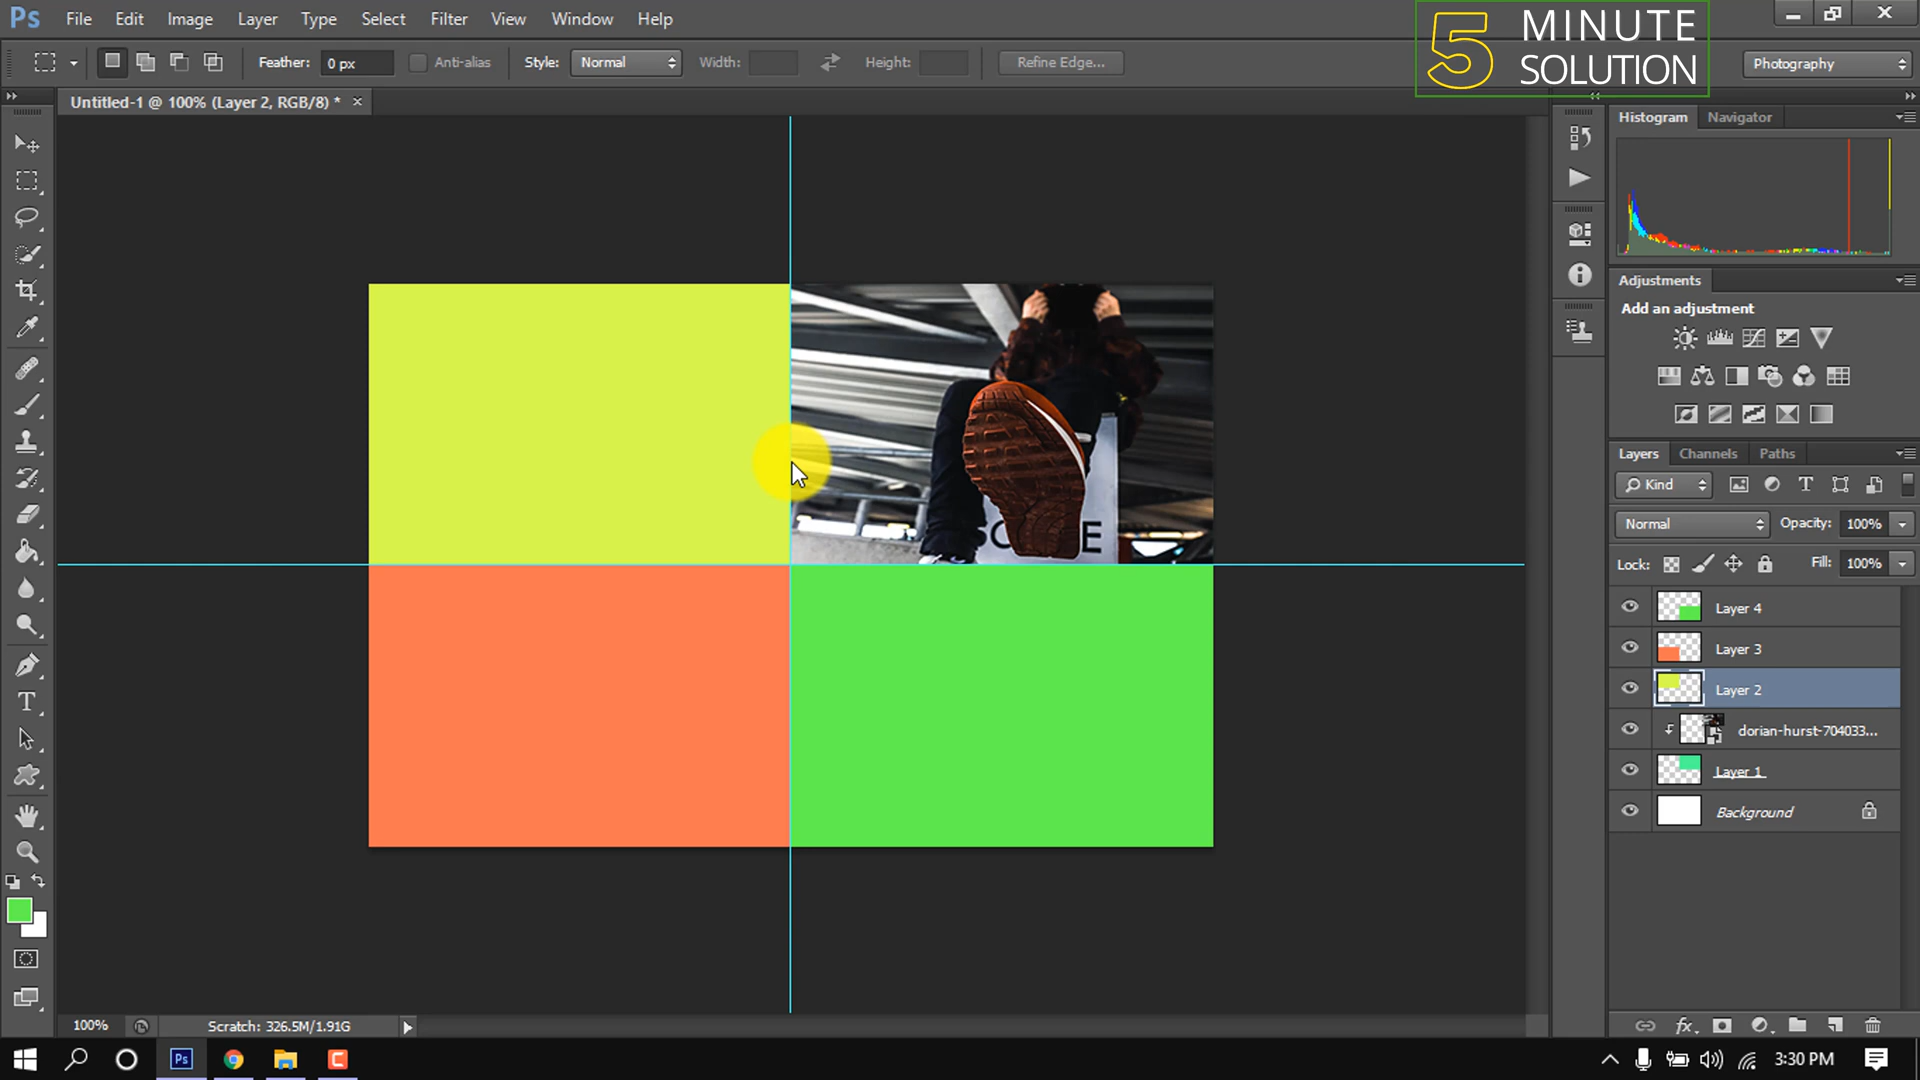 Ps File Edit Image Layer Type Select Filter View Window Help
5 MINUTE SOLUTION
Feather: 0 px Anti-alias Style: Normal Width: Height: Refine Edge... Photography
Untitled-1 @ 100% (Layer 2, RGB/8) * ×
Histogram Navigator
Adjustments
Add an adjustment
Layers Channels Paths
Kind
Normal Opacity: 100%
Lock: Fill: 100%
Layer 4
Layer 3
Layer 2
dorian-hurst-704033...
Layer 1
Background
100% Scratch: 326.5M/1.91G
Ps 3:30 PM